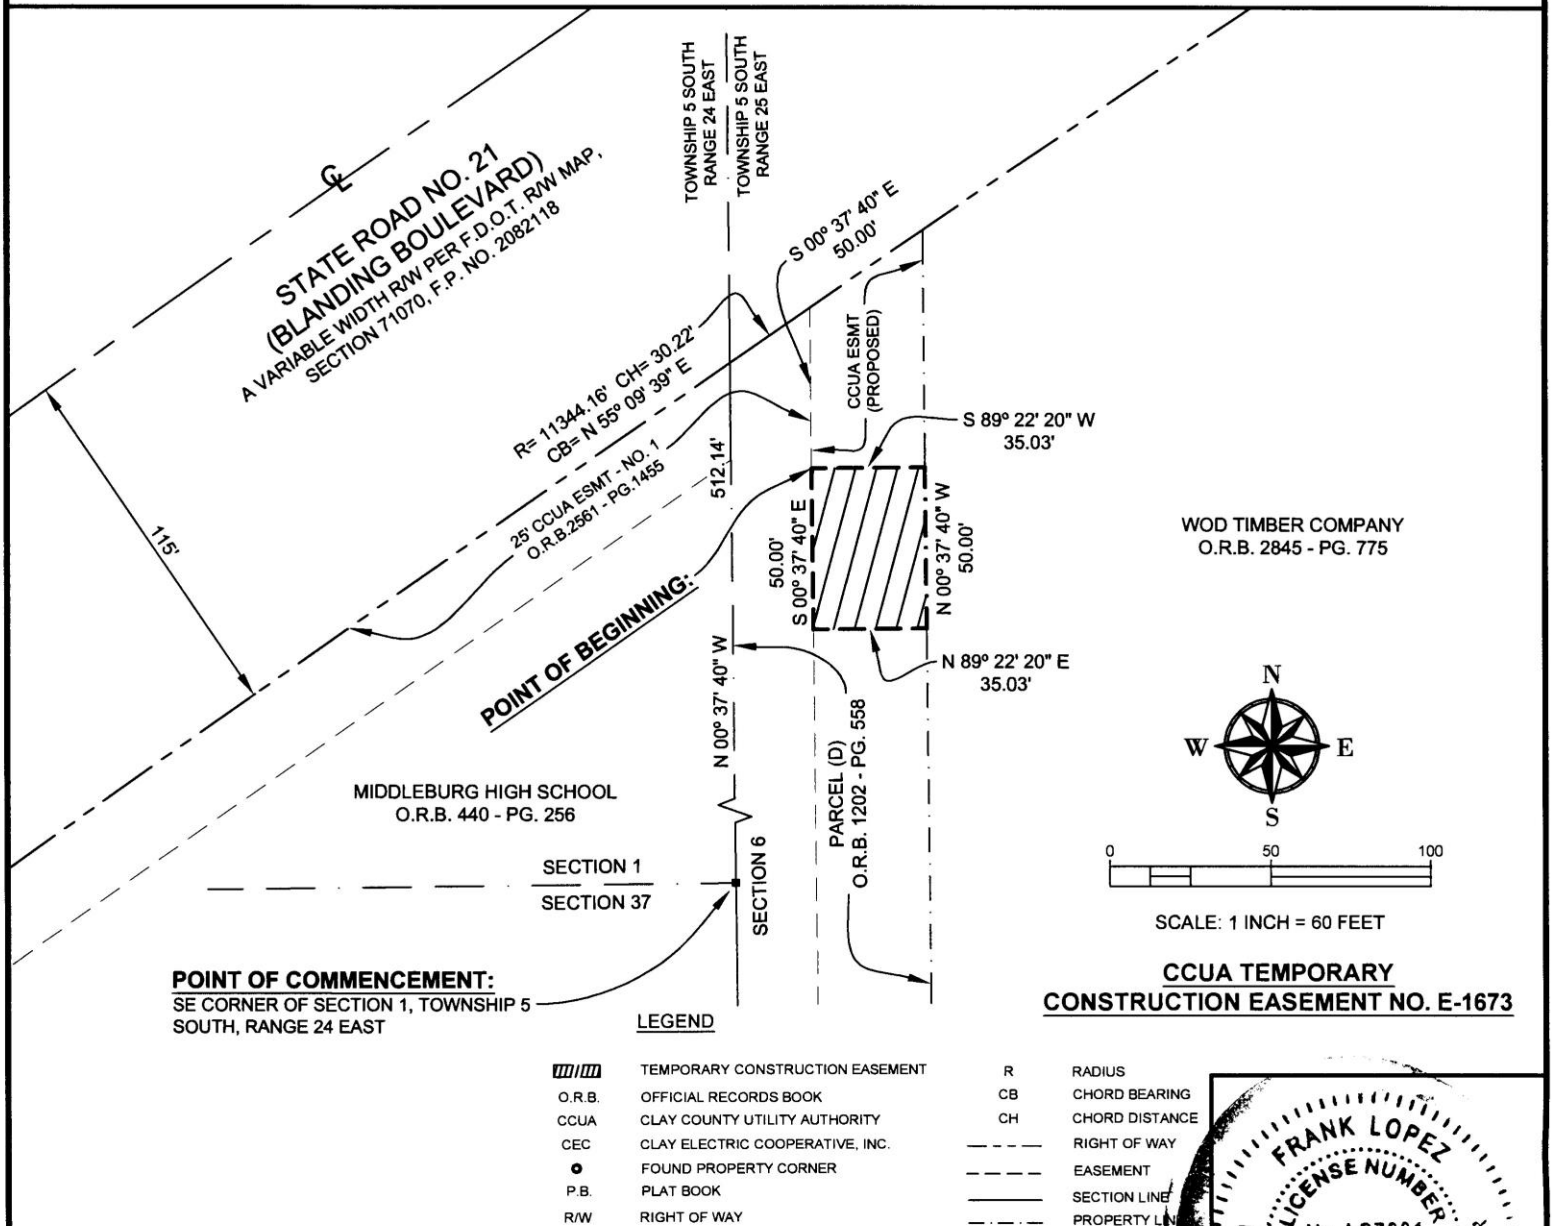 TOWNSHIP 5 SOUTH
RANGE 24 EAST
TOWNSHIP 5 SOUTH
RANGE 25 EAST
STATE ROAD NO. 21
(BLANDING BOULEVARD)
A VARIABLE WIDTH R/W PER F.D.O.T. R/W MAP,
SECTION 71070, F.P. NO. 2082118
S 00° 37' 40" E
50.00'
R= 11344.16' CH= 30.22'
CB= N 55° 09' 39" E
CCUA ESMT
(PROPOSED)
25' CCUA ESMT - NO. 1
O.R.B.2561 - PG.1455
512.14'
S 89° 22' 20" W
35.03'
115'
50.00'
S 00° 37' 40" E
N 00° 37' 40" W
50.00'
WOD TIMBER COMPANY
O.R.B. 2845 - PG. 775
POINT OF BEGINNING:
N 00° 37' 40" W
N 89° 22' 20" E
35.03'
PARCEL (D)
O.R.B. 1202 - PG. 558
N
W E
S
MIDDLEBURG HIGH SCHOOL
O.R.B. 440 - PG. 256
SECTION 1
SECTION 37
SECTION 6
0 50 100
SCALE: 1 INCH = 60 FEET
POINT OF COMMENCEMENT:
SE CORNER OF SECTION 1, TOWNSHIP 5
SOUTH, RANGE 24 EAST
CCUA TEMPORARY
CONSTRUCTION EASEMENT NO. E-1673
LEGEND
TEMPORARY CONSTRUCTION EASEMENT
O.R.B. OFFICIAL RECORDS BOOK
CCUA CLAY COUNTY UTILITY AUTHORITY
CEC CLAY ELECTRIC COOPERATIVE, INC.
FOUND PROPERTY CORNER
P.B. PLAT BOOK
R/W RIGHT OF WAY
R RADIUS
CB CHORD BEARING
CH CHORD DISTANCE
RIGHT OF WAY
EASEMENT
SECTION LINE
PROPERTY
FRANK LOPEZ
LICENSE NUMBER